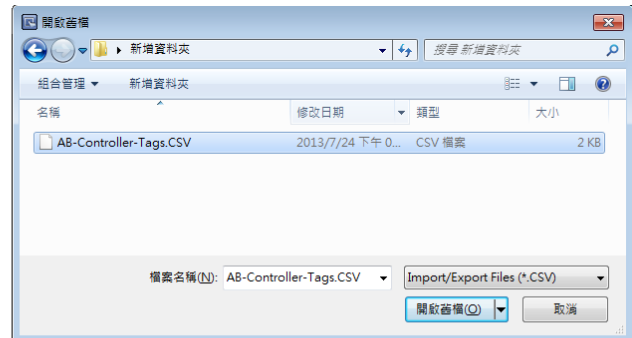 開啟舊檔
新增資料夾
搜尋 新增資料夾
組合管理 新增資料夾
名稱 修改日期 類型 大小
AB-Controller-Tags.CSV 2013/7/24 下午 0... CSV 檔案 2 KB
檔案名稱(N): AB-Controller-Tags.CSV Import/Export Files (*.CSV)
開啟舊檔(O) 取消